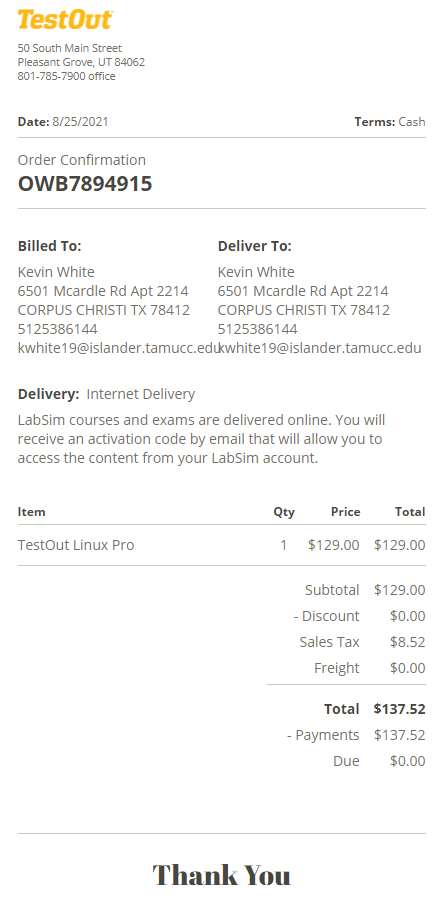 TestOut
50 South Main Street
Pleasant Grove, UT 84062
801-785-7900 office
Date: 8/25/2021 Terms: Cash
Order Confirmation
OWB7894915
Billed To: Deliver To:
Kevin White Kevin White
6501 Mcardle Rd Apt 2214 6501 Mcardle Rd Apt 2214
CORPUS CHRISTI TX 78412 CORPUS CHRISTI TX 78412
5125386144 5125386144
kwhite19@islander.tamucc.edu kwhite19@islander.tamucc.edu
Delivery: Internet Delivery
LabSim courses and exams are delivered online. You will
receive an activation code by email that will allow you to
access the content from your LabSim account.
Item Qty Price Total
TestOut Linux Pro 1 $129.00 $129.00
Subtotal $129.00
- Discount $0.00
Sales Tax $8.52
Freight $0.00
Total $137.52
- Payments $137.52
Due $0.00
Thank You